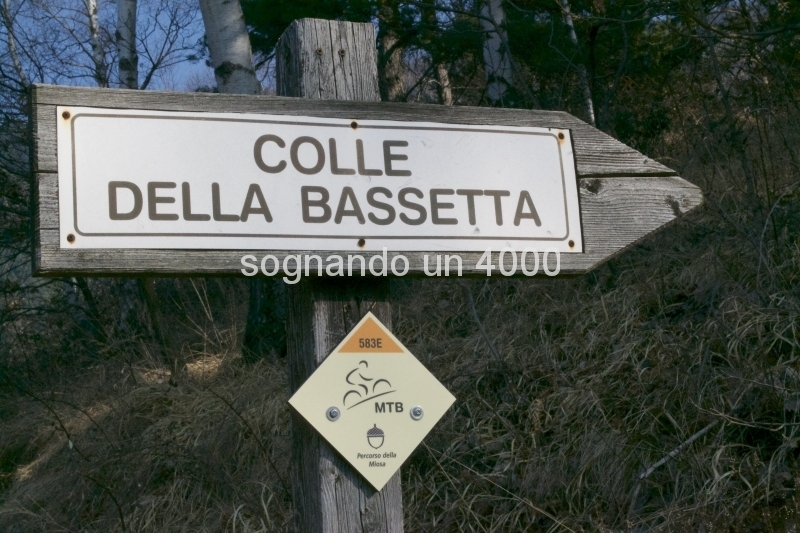 COLLE
DELLA BASSETTA
sognando un 4000
583E
MTB
Percorso della
Miosa